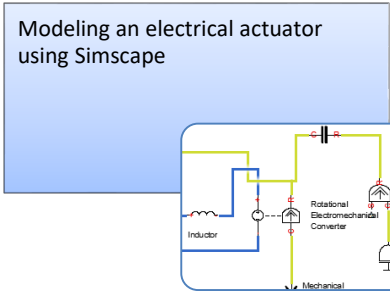 Modeling an electrical actuator
using Simscape
C R
Rotational
Electromechanical
Converter
Inductor
Mechanical